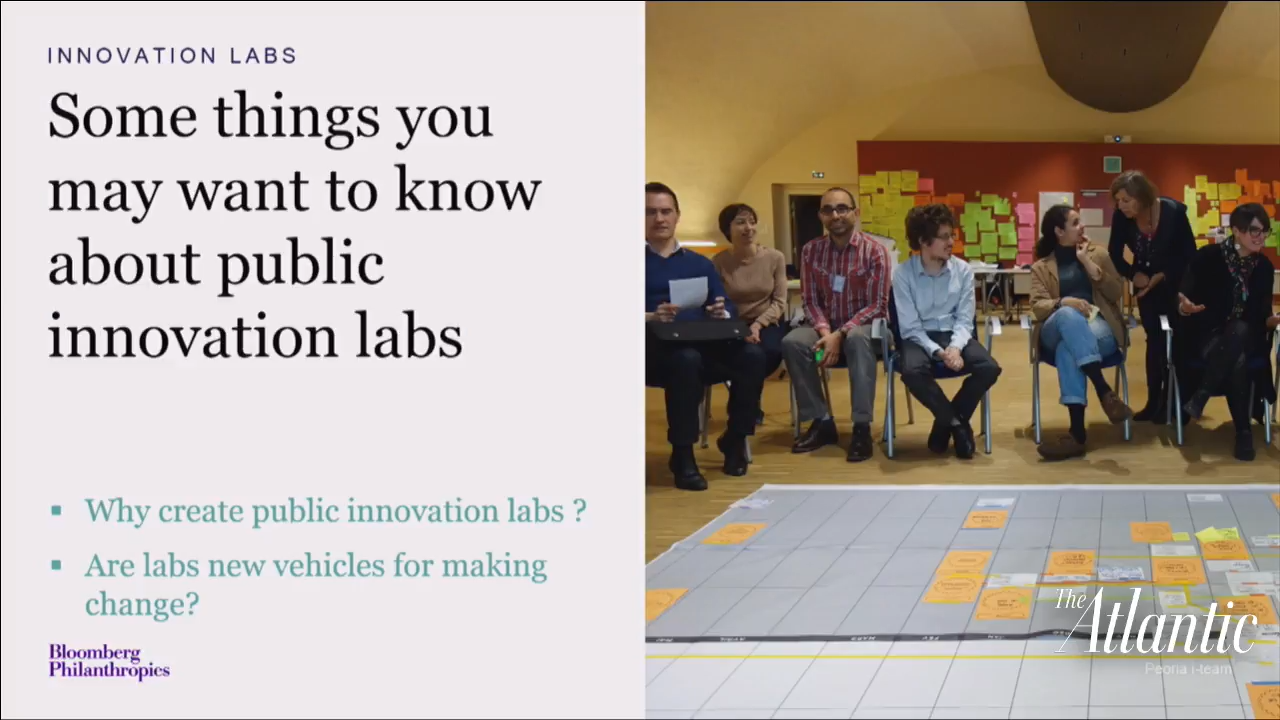 INNOVATION LABS
Some things you
may want to know
about public
innovation labs
▪ Why create public innovation labs ?
▪ Are labs new vehicles for making
change?
Bloomberg
Philanthropics
The Atlantic
Peoria i-team